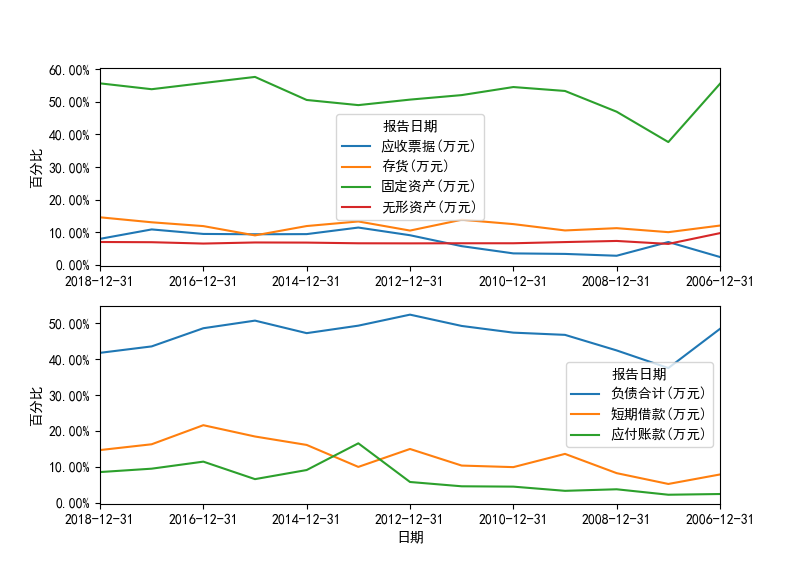 60.00%
50.00%
40.00%
30.00%
20.00%
10.00%
0.00%
百分比
报告日期
应收票据(万元)
存货(万元)
固定资产(万元)
无形资产(万元)
2018-12-31 2016-12-31 2014-12-31 2012-12-31 2010-12-31 2008-12-31 2006-12-31
50.00%
40.00%
30.00%
20.00%
10.00%
0.00%
百分比
报告日期
负债合计(万元)
短期借款(万元)
应付账款(万元)
2018-12-31 2016-12-31 2014-12-31 2012-12-31 2010-12-31 2008-12-31 2006-12-31
日期